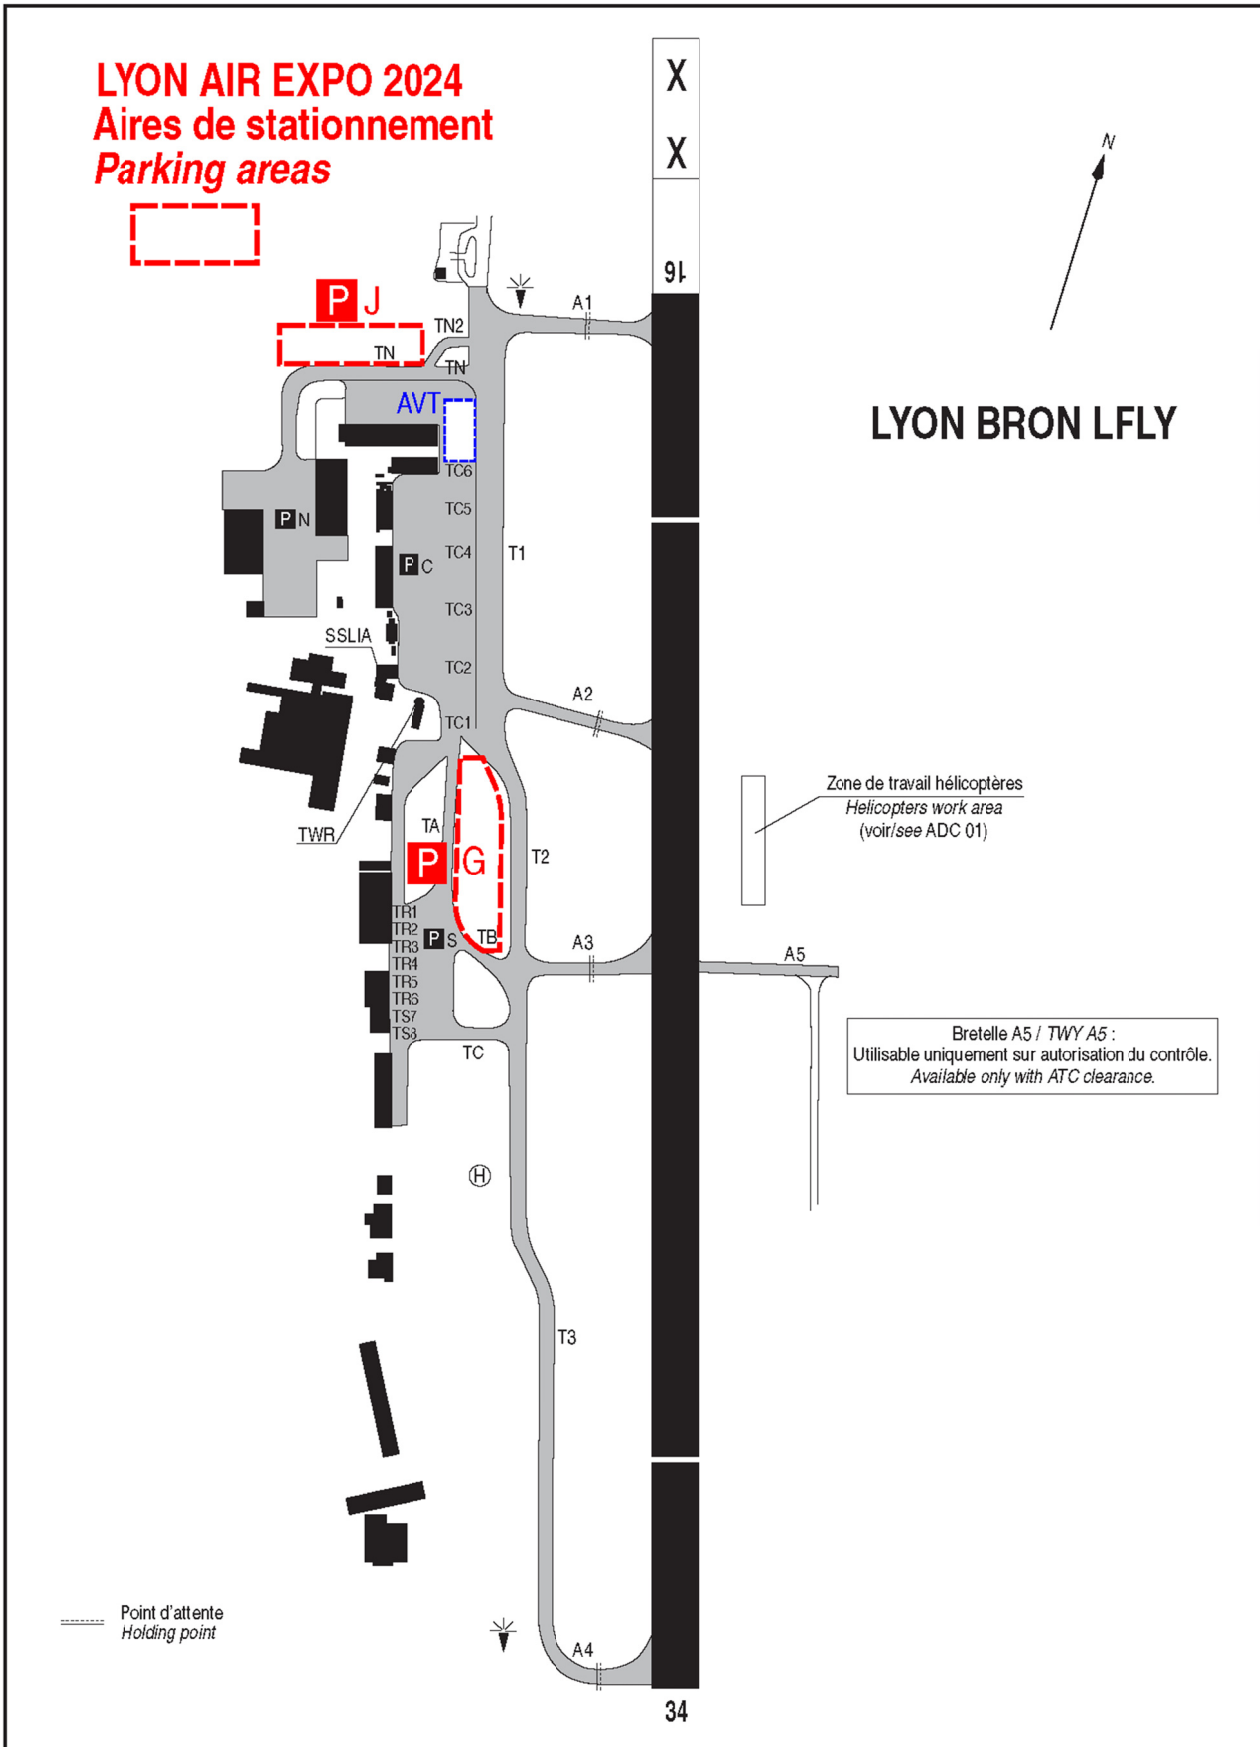 LYON AIR EXPO 2024
Aires de stationnement
Parking areas
X
X
N
16
P J
A1
TN2
TN
TN
AVT
LYON BRON LFLY
TC6
P N
TC5
TC4
T1
P C
TC3
SSLIA
TC2
A2
TC1
Zone de travail hélicoptères
Helicopters work area
(voir/see ADC 01)
TWR
TA
P G
T2
TR1
TR2
P S
TB
TR3
A3
A5
TR4
TR5
TR6
TS7
TS8
TC
Bretelle A5 / TWY A5 :
Utilisable uniquement sur autorisation du contrôle.
Available only with ATC clearance.
H
T3
Point d'attente
Holding point
A4
34